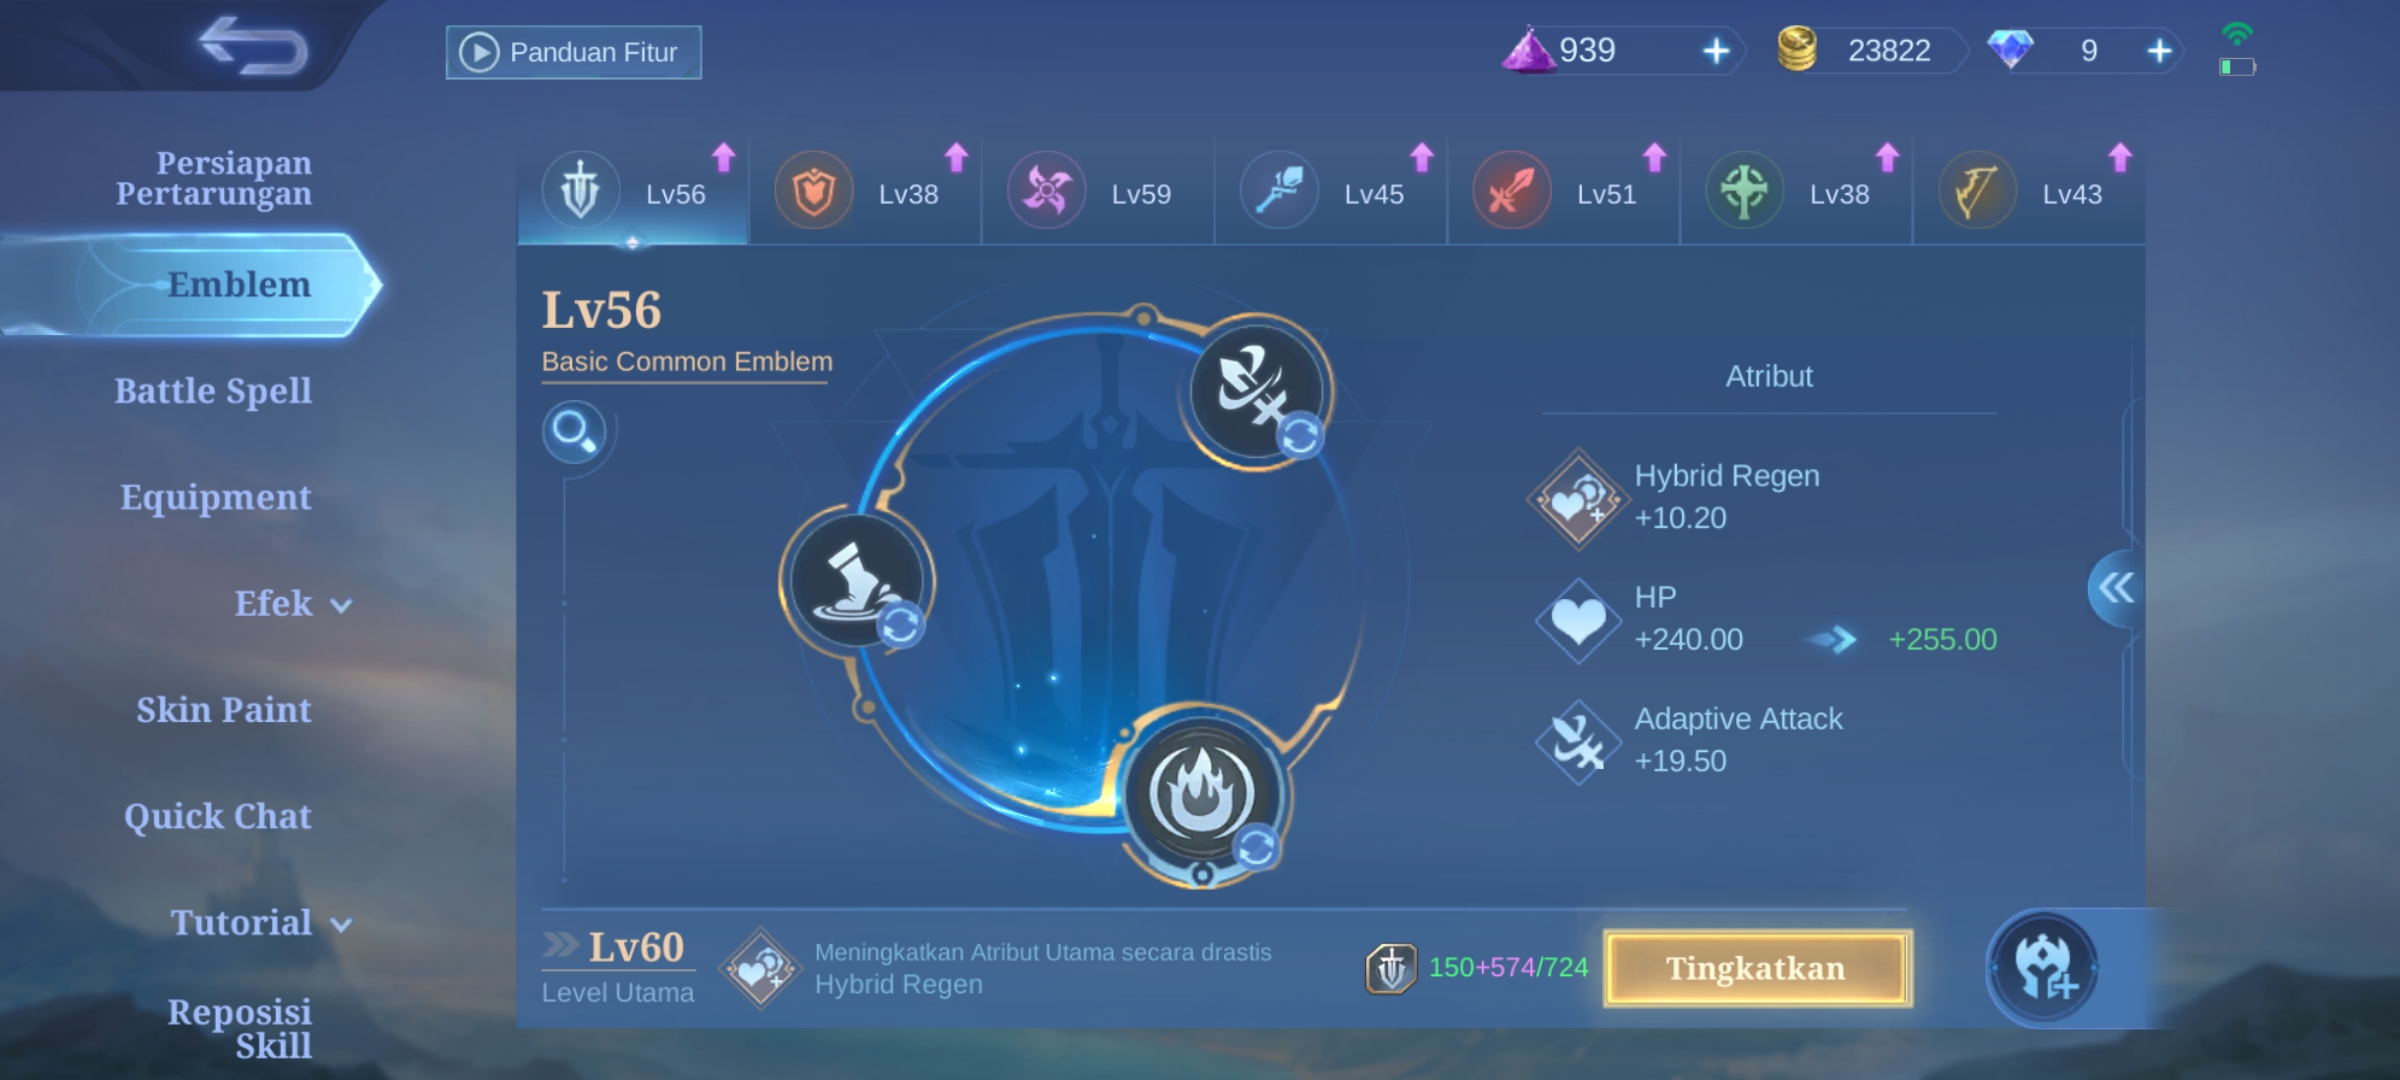 Panduan Fitur
939
23822
9
Persiapan
Pertarungan
Emblem
Battle Spell
Equipment
Efek
Skin Paint
Quick Chat
Tutorial
Reposisi
Skill
Lv56
Lv38
Lv59
Lv45
Lv51
Lv38
Lv43
Lv56
Basic Common Emblem
Atribut
Hybrid Regen
+10.20
HP
+240.00
+255.00
Adaptive Attack
+19.50
Lv60
Level Utama
Meningkatkan Atribut Utama secara drastis
Hybrid Regen
150+574/724
Tingkatkan